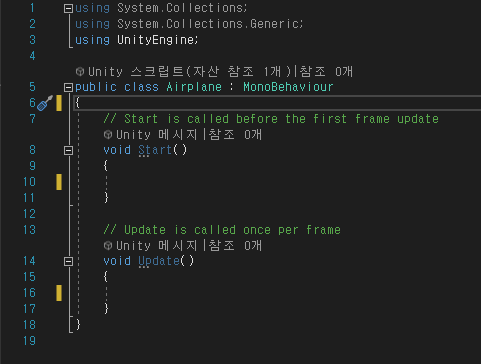 1 using System.Collections;
2 using System.Collections.Generic;
3 using UnityEngine;
4
Unity 스크립트(자산 참조 1개)|참조 0개
5 public class Airplane : MonoBehaviour
6 {
7 // Start is called before the first frame update
Unity 메시지|참조 0개
8 void Start()
9 {
10
11 }
12
13 // Update is called once per frame
Unity 메시지|참조 0개
14 void Update()
15 {
16
17 }
18 }
19